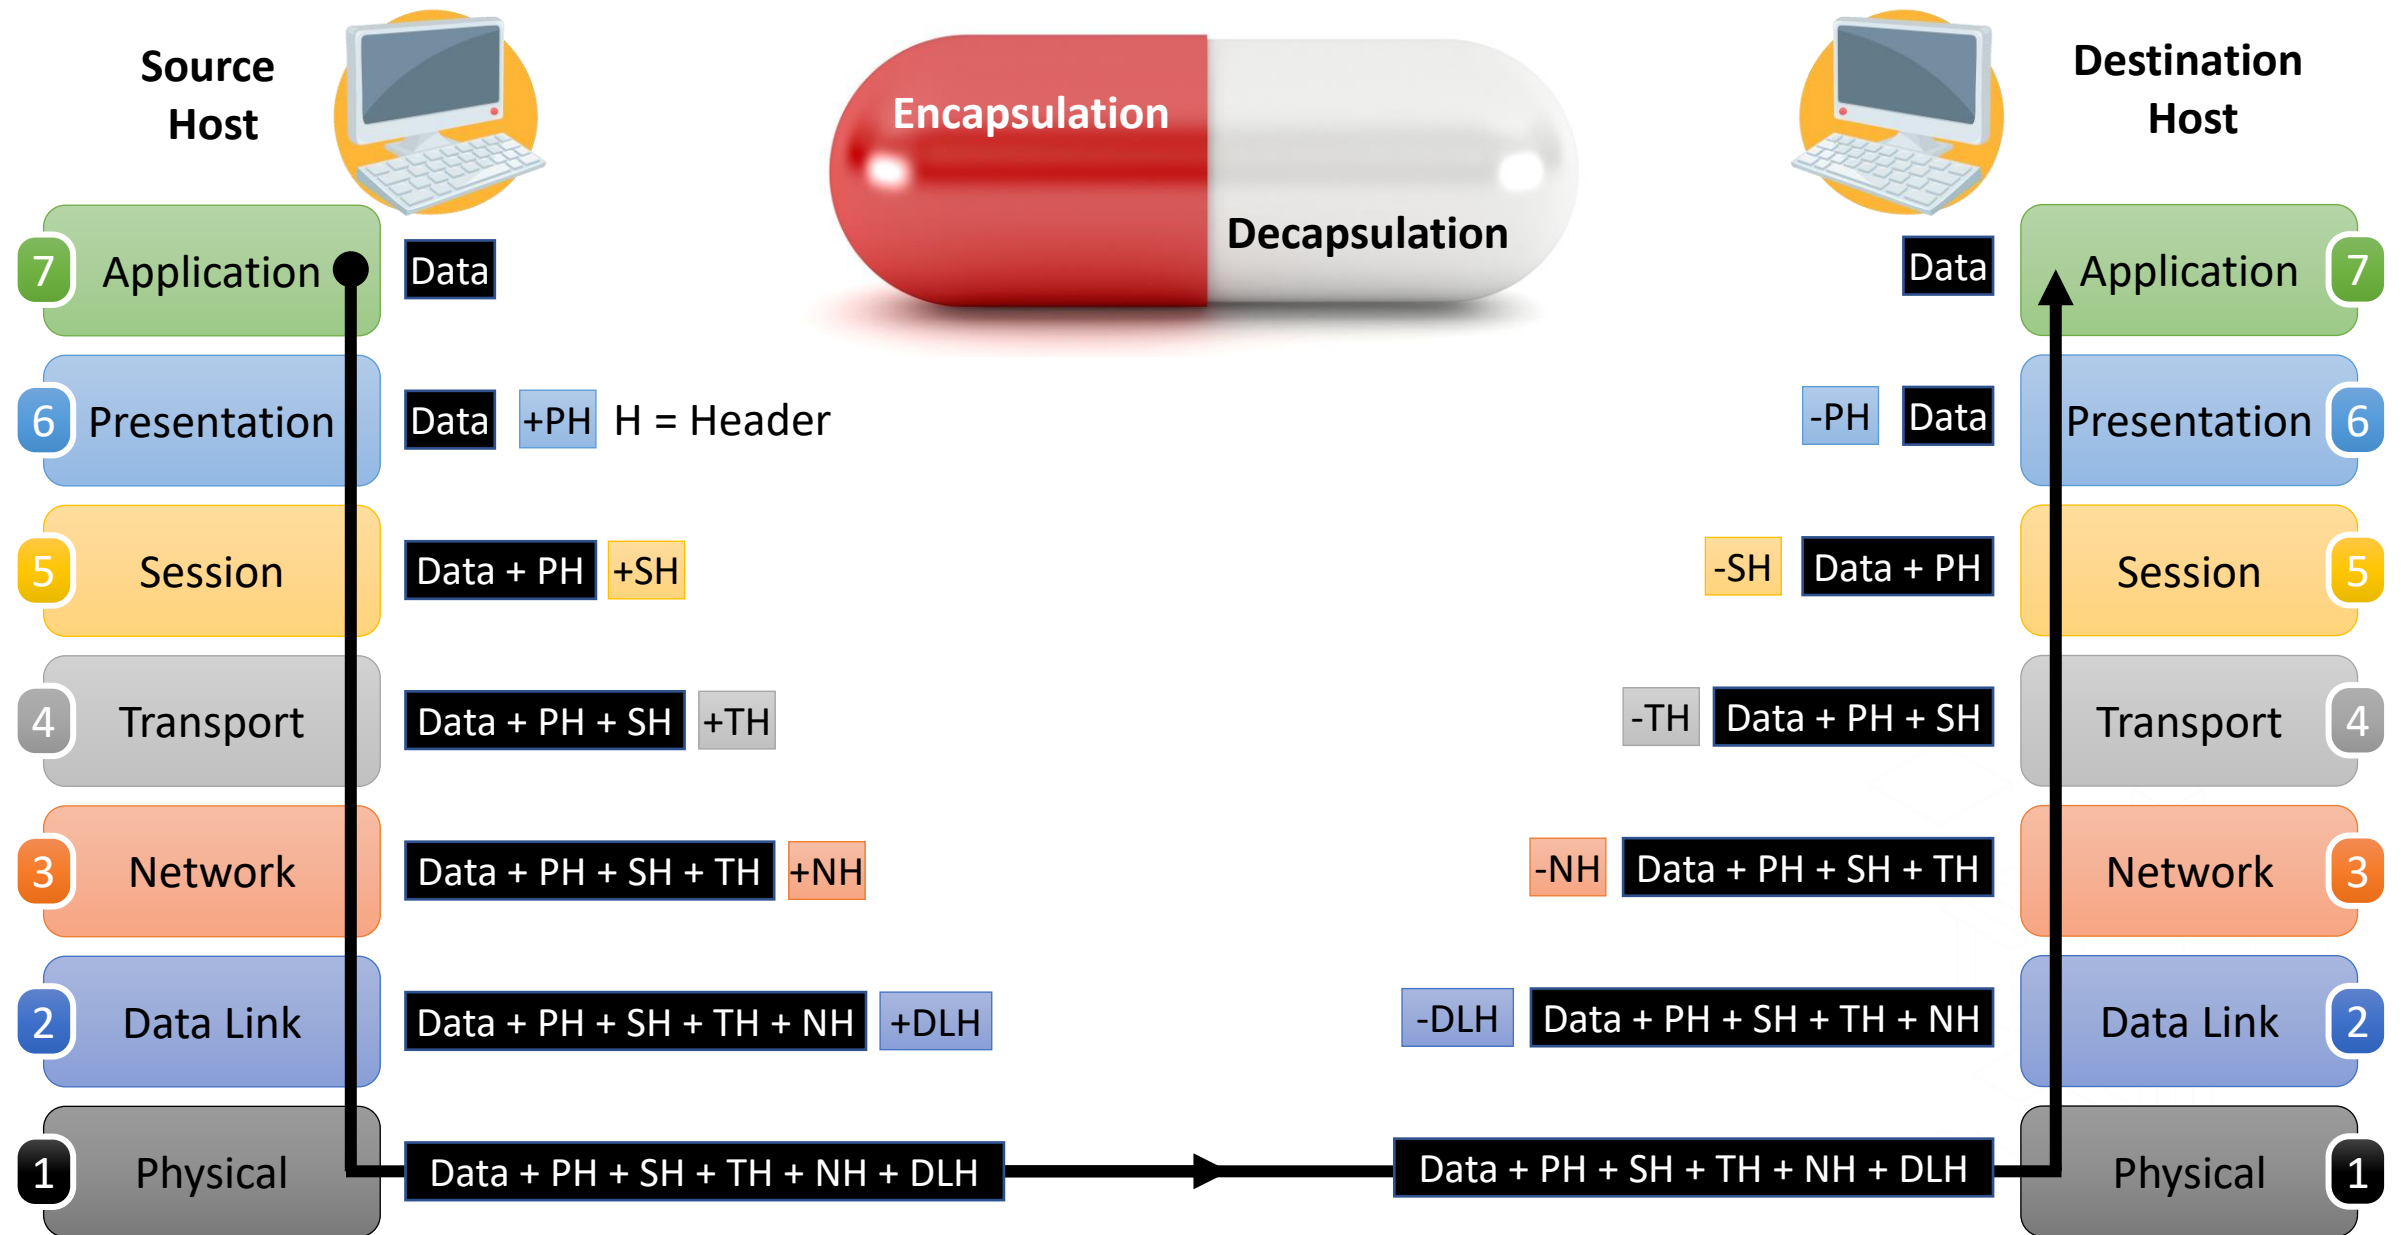 Source
Host
Encapsulation
Decapsulation
Destination
Host
7 Application Data
Data Application 7
6 Presentation Data +PH H = Header
-PH Data Presentation 6
5 Session Data + PH +SH
-SH Data + PH Session 5
4 Transport Data + PH + SH +TH
-TH Data + PH + SH Transport 4
3 Network Data + PH + SH + TH +NH
-NH Data + PH + SH + TH Network 3
2 Data Link Data + PH + SH + TH + NH +DLH
-DLH Data + PH + SH + TH + NH Data Link 2
1 Physical Data + PH + SH + TH + NH + DLH
Data + PH + SH + TH + NH + DLH Physical 1